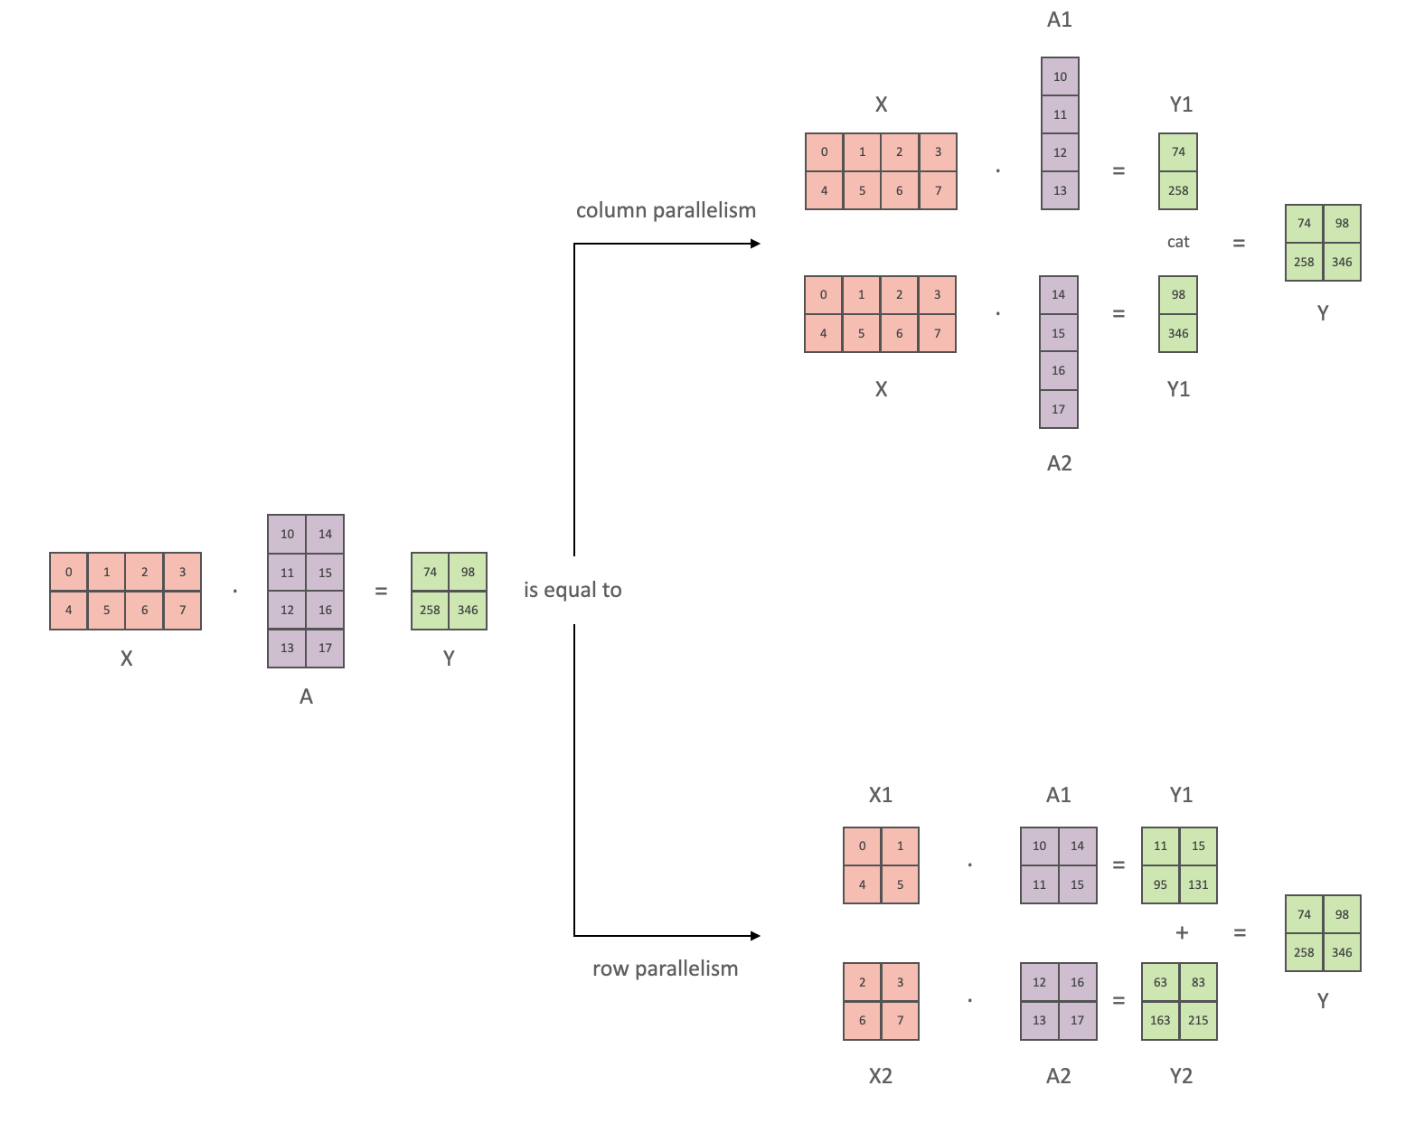 0 1 2 3
4 5 6 7
X
·
10 14
11 15
12 16
13 17
A
=
74 98
258 346
Y
is equal to
column parallelism
X
0 1 2 3
4 5 6 7
·
A1
10
11
12
13
=
Y1
74
258
cat
0 1 2 3
4 5 6 7
X
·
14
15
16
17
A2
=
98
346
Y1
=
74 98
258 346
Y
row parallelism
X1
0 1
4 5
·
A1
10 14
11 15
=
Y1
11 15
95 131
+
2 3
6 7
X2
·
12 16
13 17
A2
=
63 83
163 215
Y2
=
74 98
258 346
Y